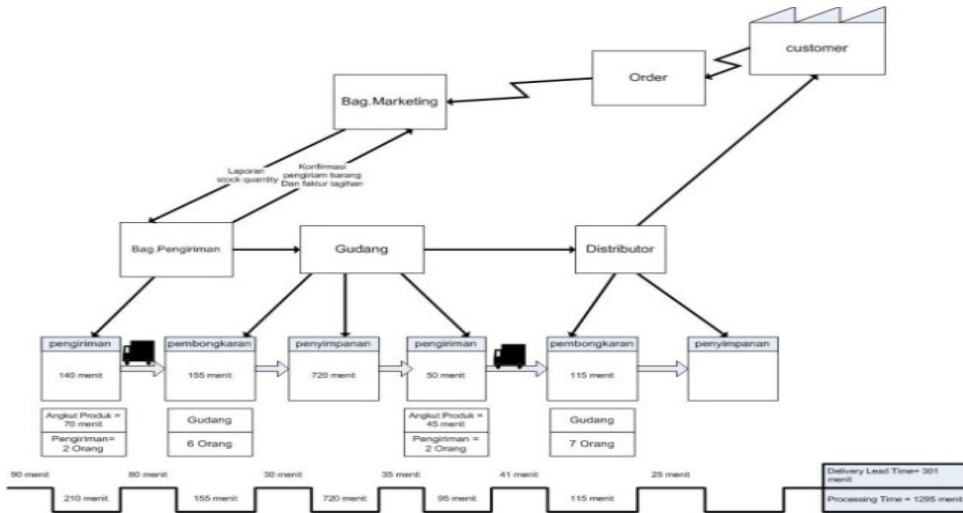 customer
Order
Bag.Marketing
Laporan
stock quantity
Konfirmasi
pengiriam barang
Dan faktur tagihan
Bag.Pengiriman
Gudang
Distributor
pengiriman
pembongkaran
penyimpanan
pengiriman
pembongkaran
penyimpanan
140 menit
155 menit
720 menit
50 menit
115 menit
Angkut Produk =
70 menit
Pengiriman=
2 Orang
Gudang
6 Orang
Angkut Produk =
45 menit
Pengiriman =
2 Orang
Gudang
7 Orang
90 menit
80 menit
30 menit
35 menit
41 menit
25 menit
210 menit
155 menit
720 menit
95 menit
115 menit
Delivery Lead Time= 301
menit
Processing Time = 1295 menit